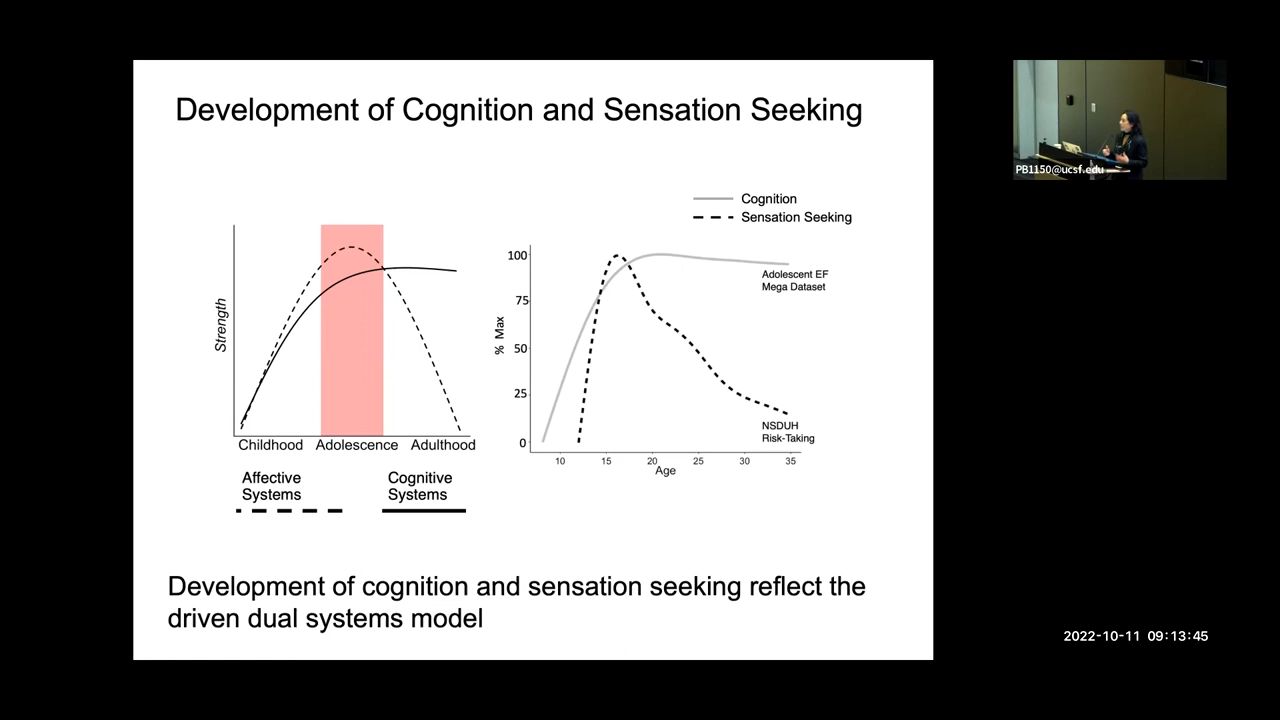 Development of Cognition and Sensation Seeking
Cognition
Sensation Seeking
Strength
Childhood
Adolescence
Adulthood
Affective
Systems
Cognitive
Systems
% Max
100
75
50
25
0
10
15
20
25
30
35
Age
Adolescent EF
Mega Dataset
NSDUH
Risk-Taking
Development of cognition and sensation seeking reflect the
driven dual systems model
PB1150@ucsf.edu
2022-10-11 09:13:45